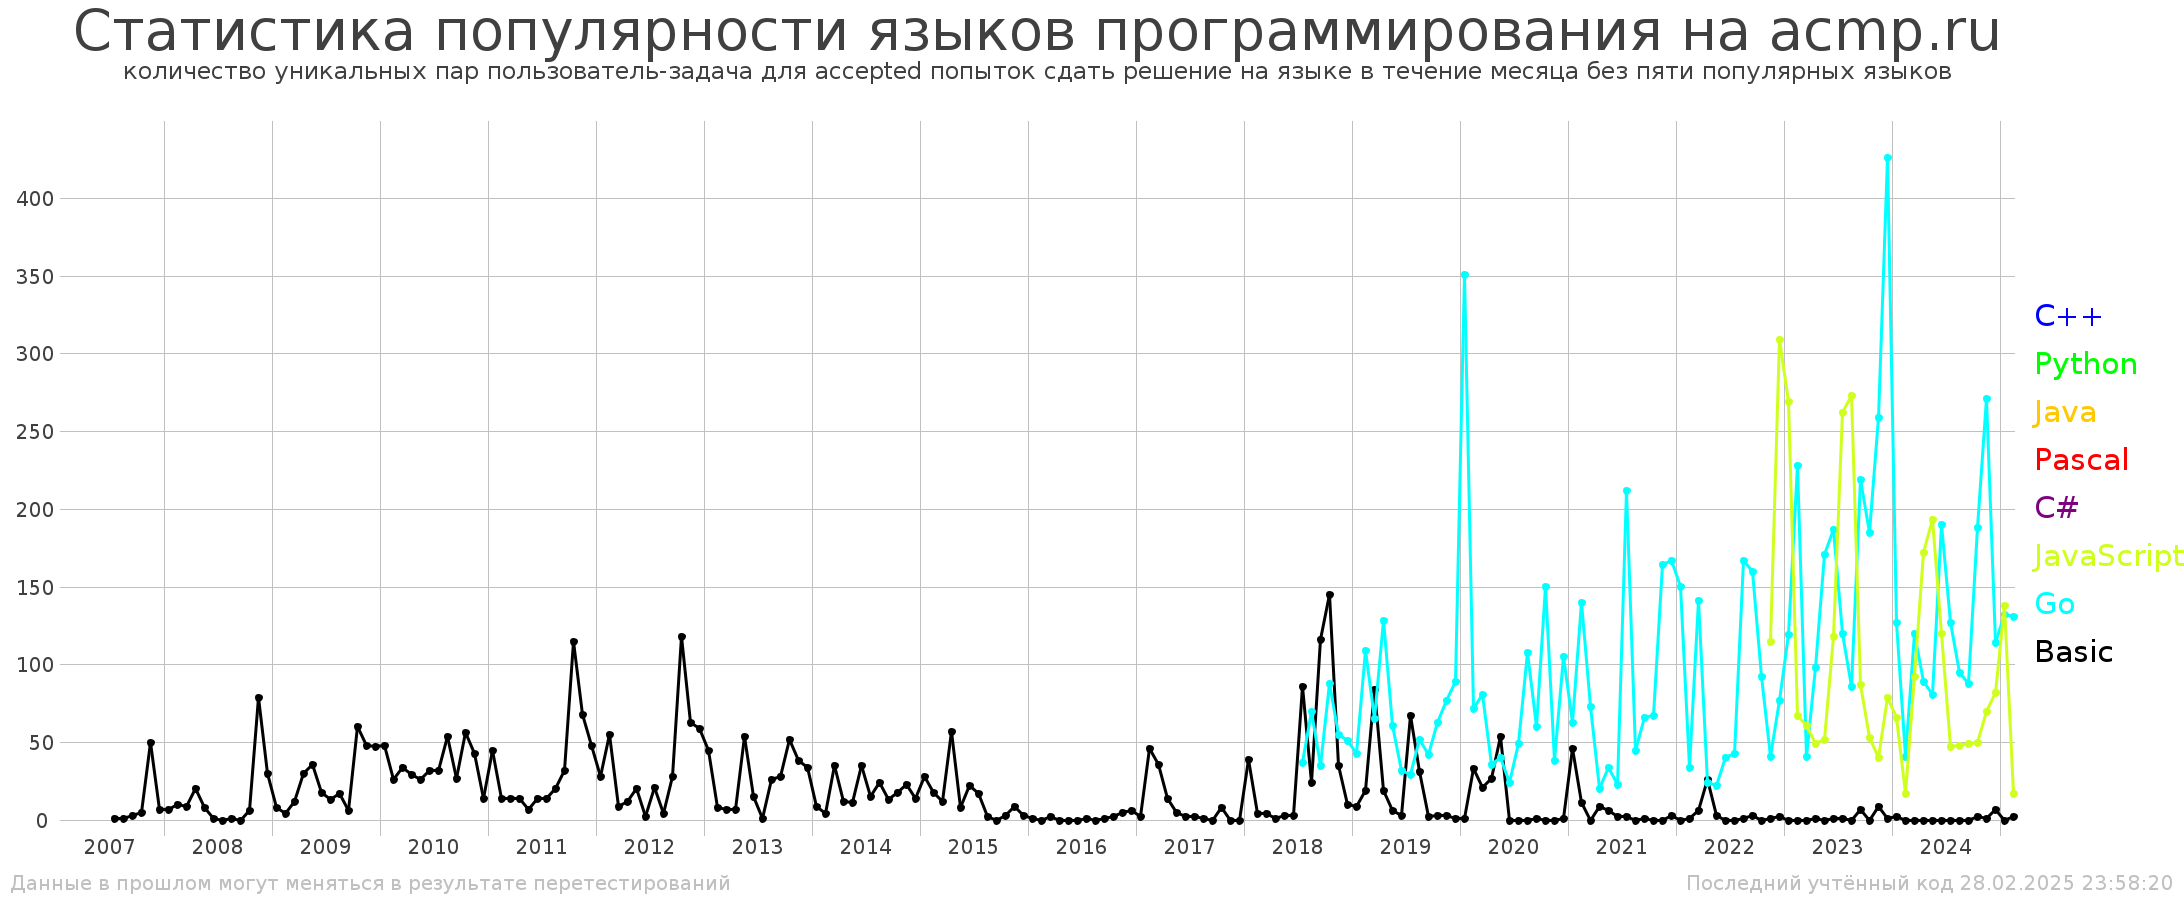 Статистика популярности языков программирования на acmp.ru
количество уникальных пар пользователь-задача для accepted попыток сдать решение на языке в течение месяца без пяти популярных языков
400
350
300
250
200
150
100
50
0
2007 2008 2009 2010 2011 2012 2013 2014 2015 2016 2017 2018 2019 2020 2021 2022 2023 2024
C++
Python
Java
Pascal
C#
JavaScript
Go
Basic
Данные в прошлом могут меняться в результате перетестирований
Последний учтённый код 28.02.2025 23:58:20